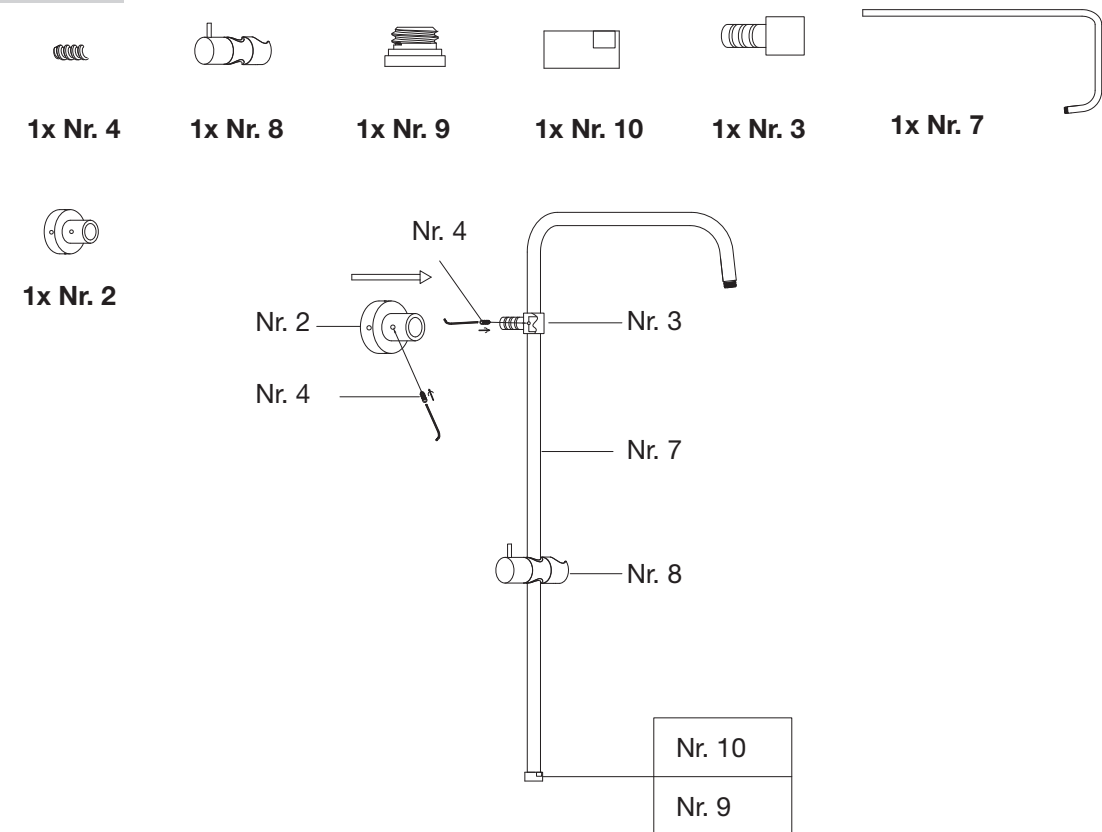 1x Nr. 4
1x Nr. 8
1x Nr. 9
1x Nr. 10
1x Nr. 3
1x Nr. 7
1x Nr. 2
Nr. 4
Nr. 2
Nr. 3
Nr. 4
Nr. 7
Nr. 8
Nr. 10
Nr. 9